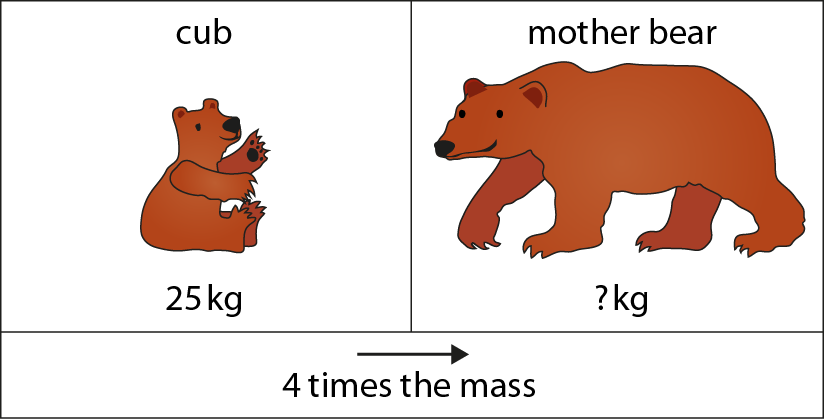 cub
mother bear
25 kg
? kg
4 times the mass